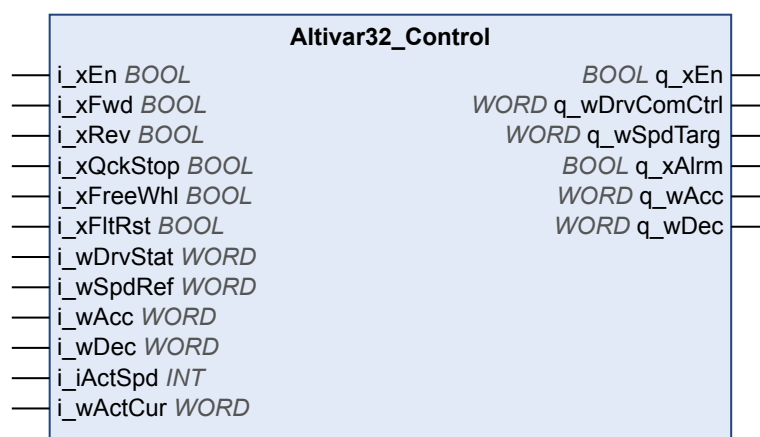 Altivar32_Control
i_xEn BOOL BOOL q_xEn
i_xFwd BOOL WORD q_wDrvComCtrl
i_xRev BOOL WORD q_wSpdTarg
i_xQckStop BOOL BOOL q_xAlrm
i_xFreeWhl BOOL WORD q_wAcc
i_xFltRst BOOL WORD q_wDec
i_wDrvStat WORD
i_wSpdRef WORD
i_wAcc WORD
i_wDec WORD
i_iActSpd INT
i_wActCur WORD